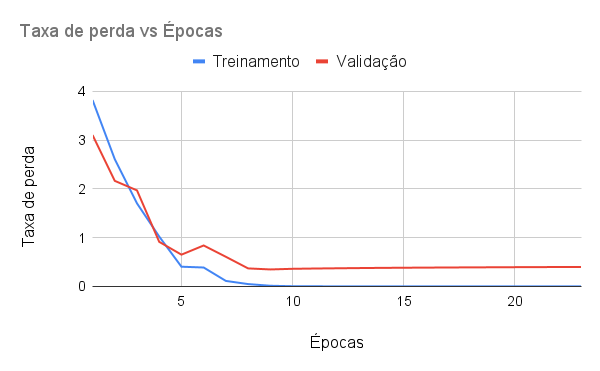 Taxa de perda vs Épocas
Treinamento Validação
Taxa de perda
4
3
2
1
0
5 10 15 20
Épocas